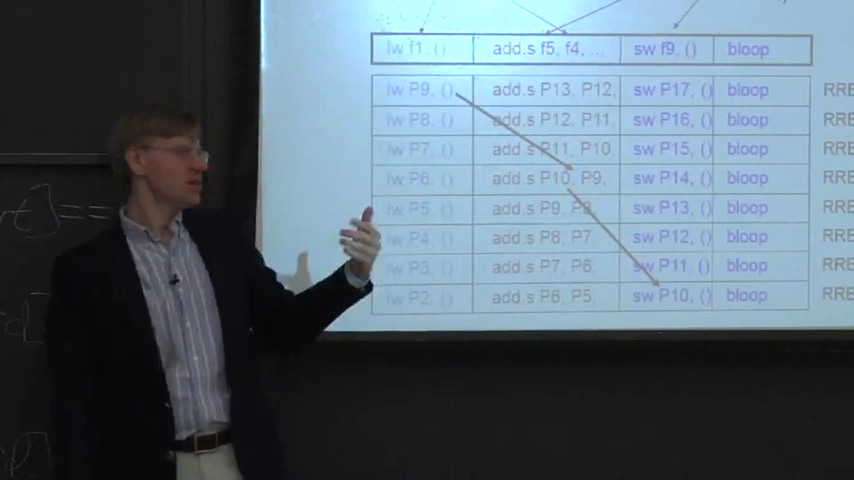 lw f1, () add.s f5, f4, ... sw f9, () bloop
lw P9, () add.s P13, P12, sw P17, () bloop RRE
lw P8, () add.s P12, P11, sw P16, () bloop RRE
lw P7, () add.s P11, P10 sw P15, () bloop RRE
lw P6, () add.s P10, P9, sw P14, () bloop RRE
lw P5, () add.s P9, P8 sw P13, () bloop RRE
lw P4, () add.s P8, P7, sw P12, () bloop RRE
lw P3, () add.s P7, P6, sw P11, () bloop RRE
lw P2, () add.s P6, P5, sw P10, () bloop RRE